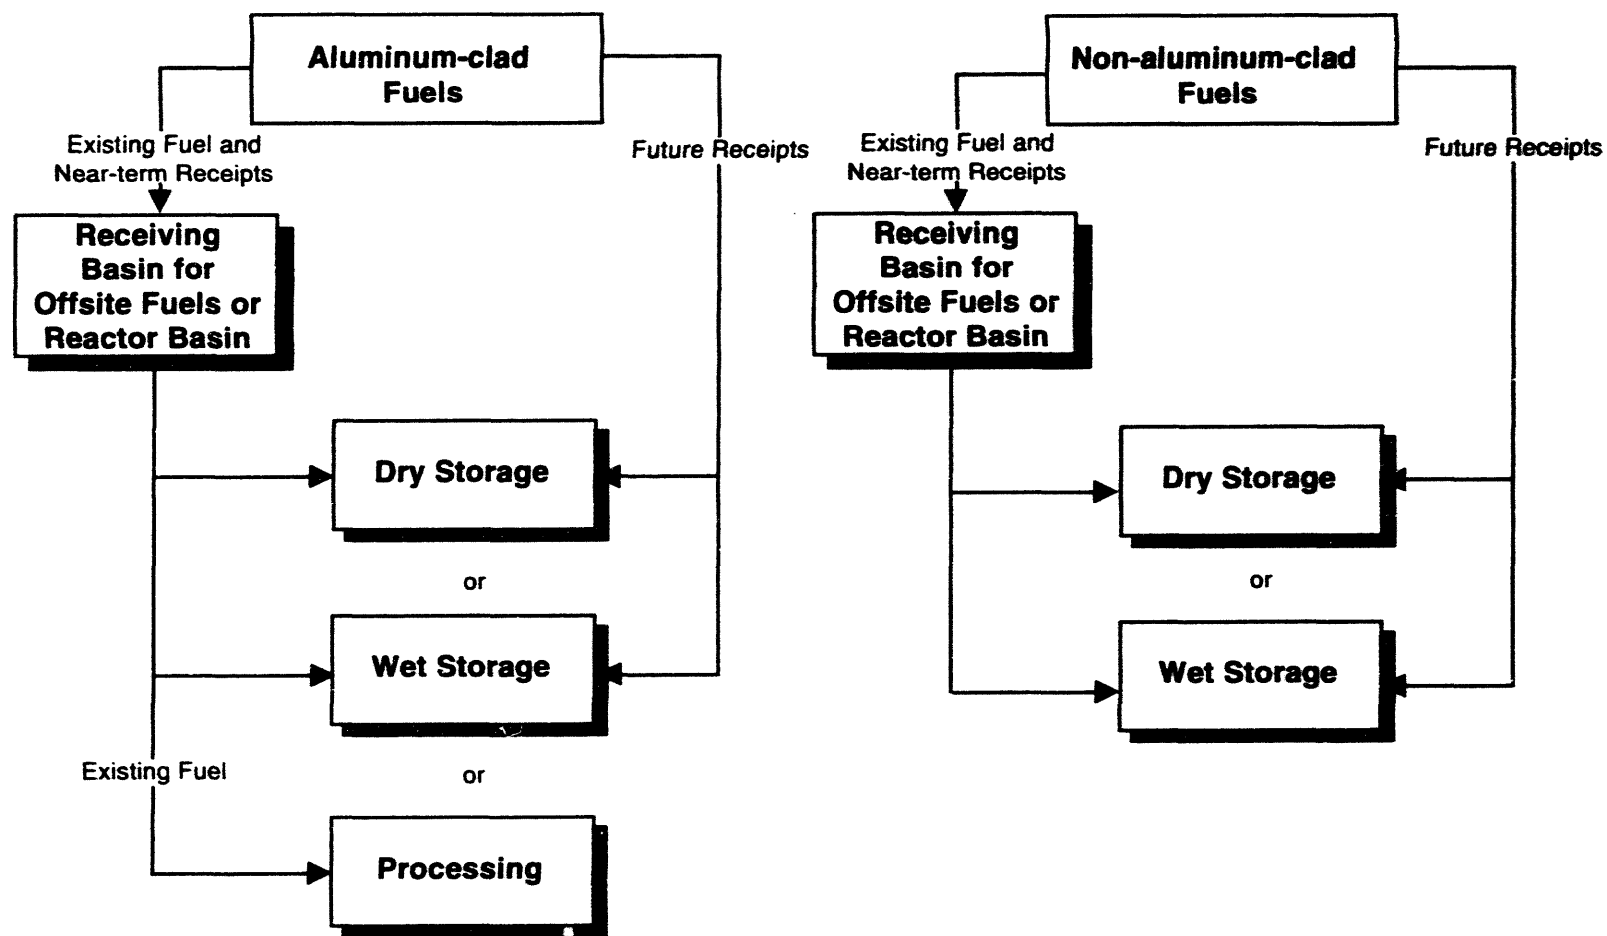 Aluminum-clad
Fuels
Existing Fuel and
Near-term Receipts
Future Receipts
Receiving
Basin for
Offsite Fuels or
Reactor Basin
Dry Storage
or
Wet Storage
Existing Fuel
or
Processing
Non-aluminum-clad
Fuels
Existing Fuel and
Near-term Receipts
Future Receipts
Receiving
Basin for
Offsite Fuels or
Reactor Basin
Dry Storage
or
Wet Storage